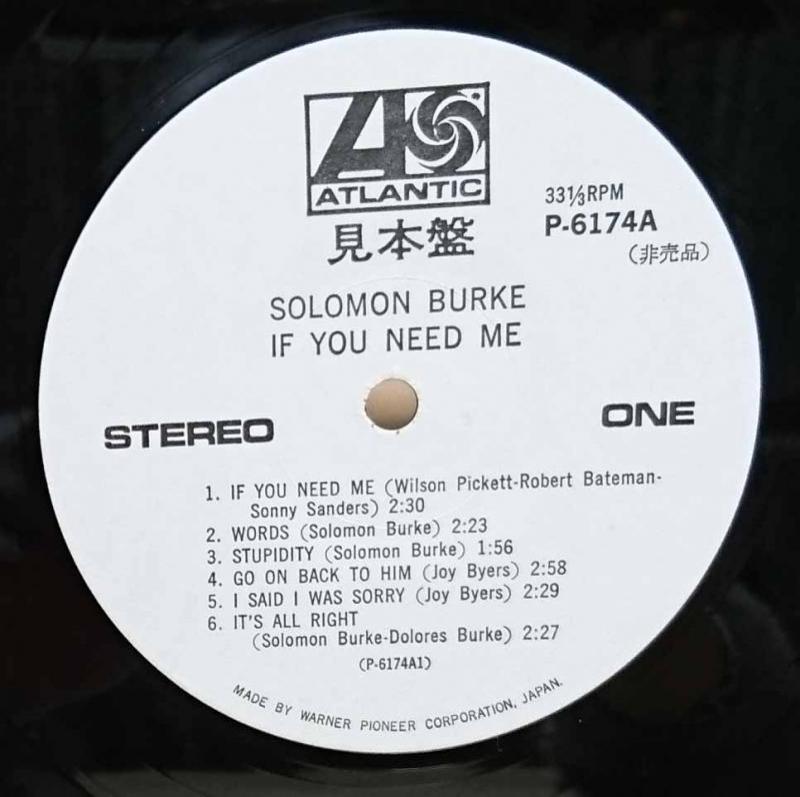 ATLANTIC
見本盤
33⅓RPM
P-6174A
（非売品）
SOLOMON BURKE
IF YOU NEED ME
STEREO
ONE
1. IF YOU NEED ME (Wilson Pickett-Robert Bateman-
Sonny Sanders) 2:30
2. WORDS (Solomon Burke) 2:23
3. STUPIDITY (Solomon Burke) 1:56
4. GO ON BACK TO HIM (Joy Byers) 2:58
5. I SAID I WAS SORRY (Joy Byers) 2:29
6. IT'S ALL RIGHT
(Solomon Burke-Dolores Burke) 2:27
(P-6174A1)
MADE BY WARNER PIONEER CORPORATION, JAPAN.